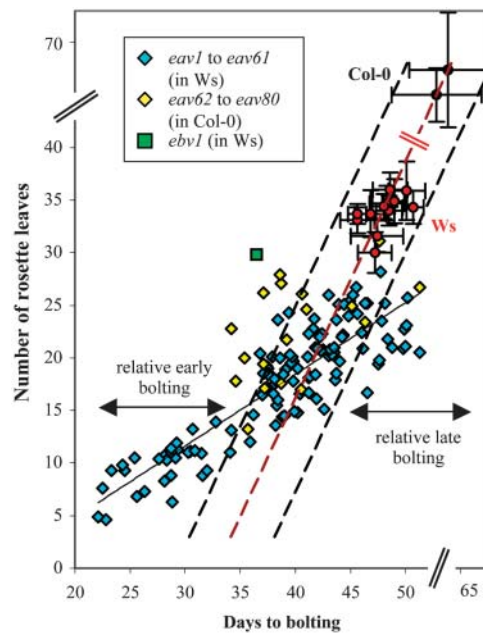 70
40
35
30
25
20
15
10
5
0
Number of rosette leaves
eav1 to eav61
(in Ws)
eav62 to eav80
(in Col-0)
ebv1 (in Ws)
Col-0
Ws
relative early
bolting
relative late
bolting
20 25 30 35 40 45 50 65
Days to bolting